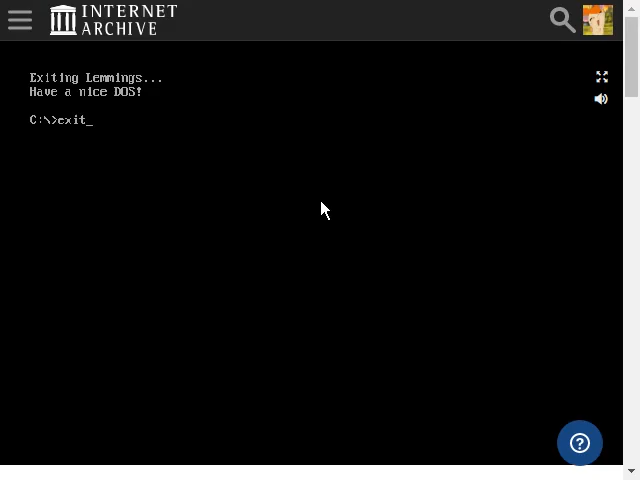 INTERNET
ARCHIVE
Exiting Lemmings...
Have a nice DOS!
C:\>exit_
?